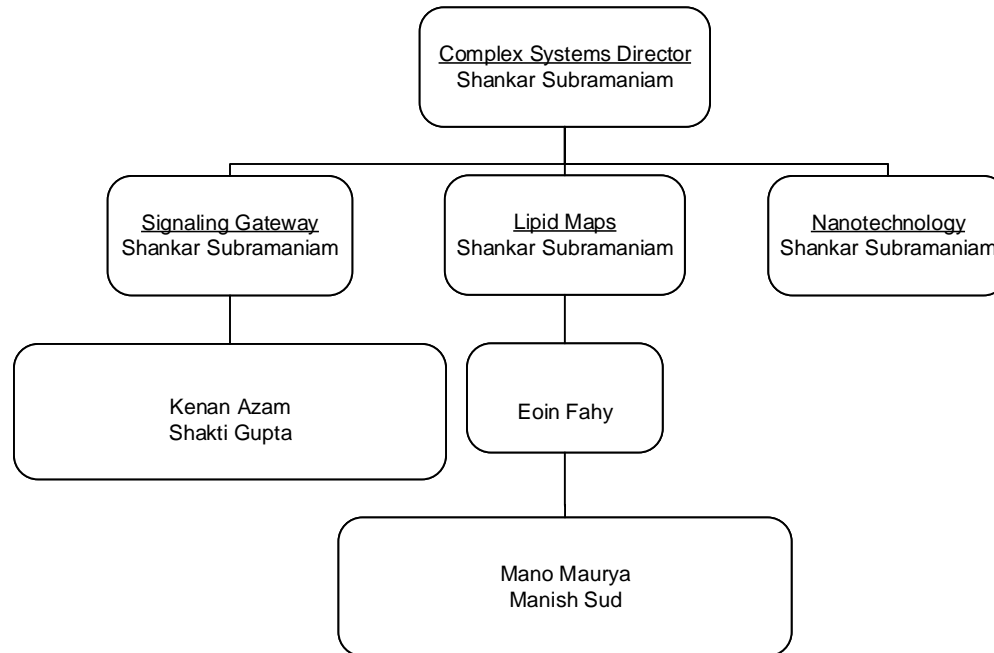 Complex Systems Director
Shankar Subramaniam
Signaling Gateway
Shankar Subramaniam
Lipid Maps
Shankar Subramaniam
Nanotechnology
Shankar Subramaniam
Kenan Azam
Shakti Gupta
Eoin Fahy
Mano Maurya
Manish Sud